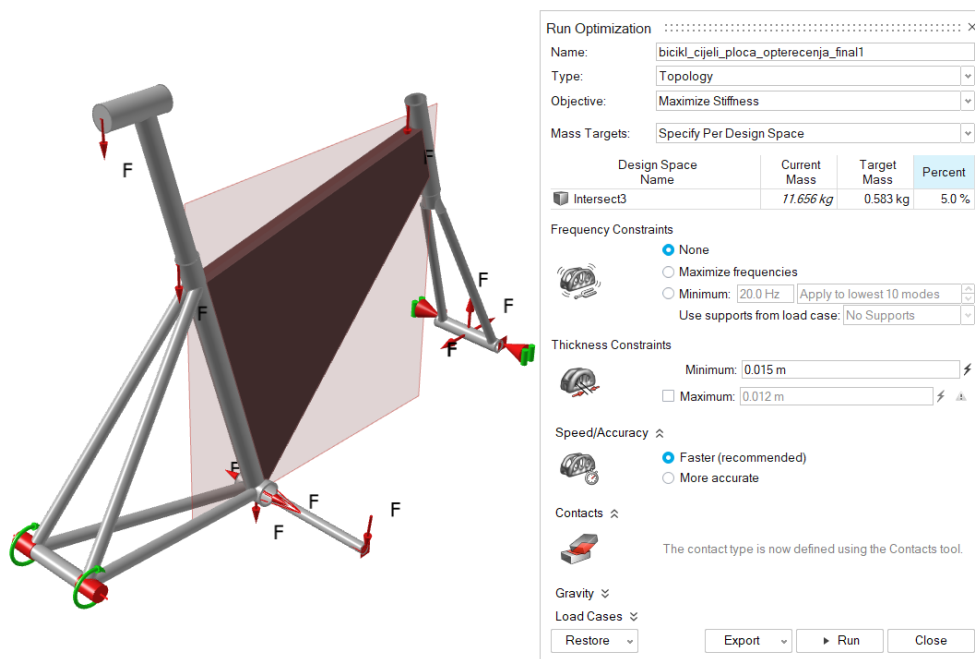 Run Optimization
Name: bicikl_cijeli_ploca_opterecenja_final1
Type: Topology
Objective: Maximize Stiffness
Mass Targets: Specify Per Design Space
Design Space Name Current Mass Target Mass Percent
Intersect3 11.656 kg 0.583 kg 5.0 %
Frequency Constraints
None
Maximize frequencies
Minimum: 20.0 Hz Apply to lowest 10 modes
Use supports from load case: No Supports
Thickness Constraints
Minimum: 0.015 m
Maximum: 0.012 m
Speed/Accuracy
Faster (recommended)
More accurate
Contacts
The contact type is now defined using the Contacts tool.
Gravity
Load Cases
Restore Export Run Close
F
F
F
F
F
F
F
F
F
F